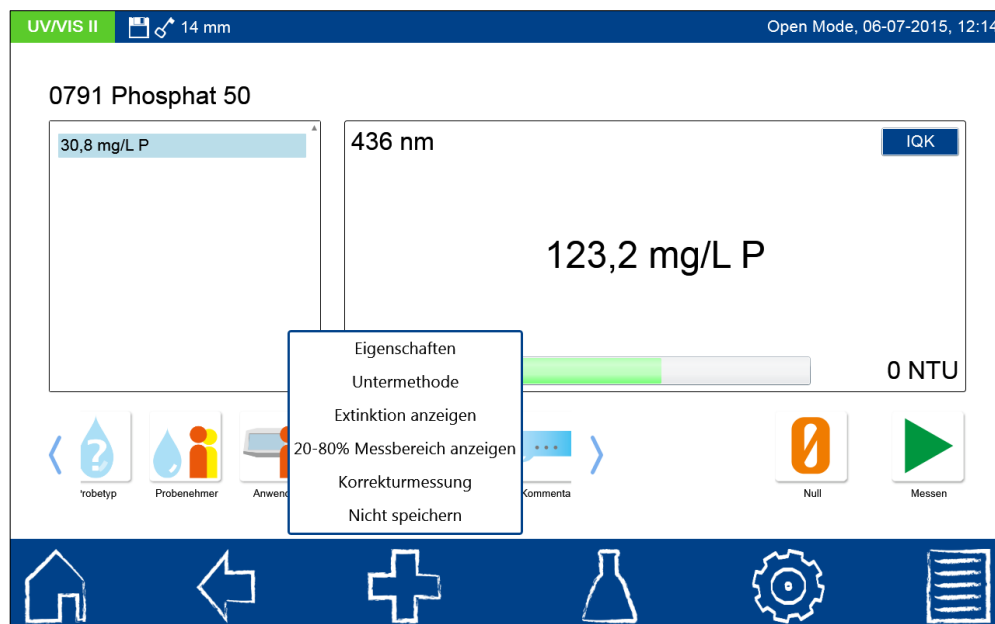 UV/VIS II 14 mm Open Mode, 06-07-2015, 12:14
0791 Phosphat 50
30,8 mg/L P
436 nm
IQK
123,2 mg/L P
0 NTU
Eigenschaften
Untermethode
Extinktion anzeigen
20-80% Messbereich anzeigen
Korrekturmessung
Nicht speichern
robetyp Probenehmer Anwend Kommenta Null Messen